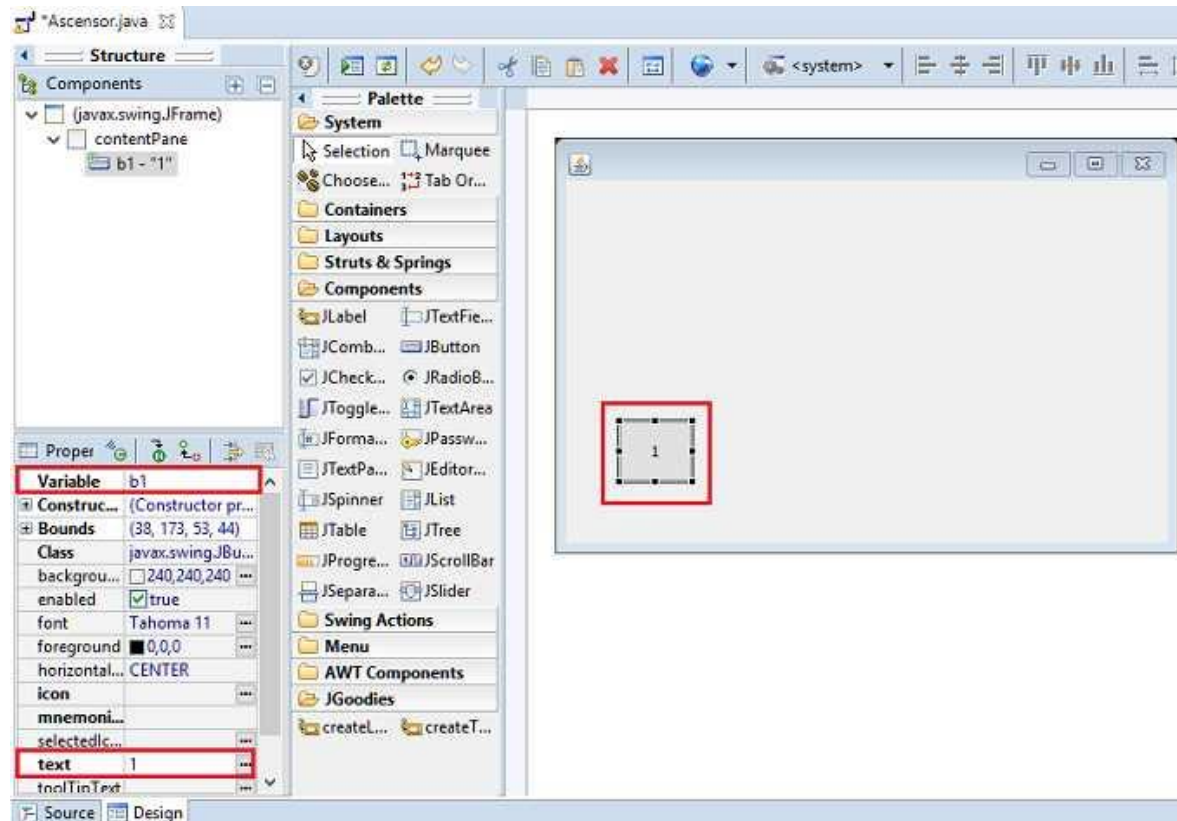 *Ascensor.java
Structure
Components
(javax.swing.JFrame)
contentPane
b1 - "1"
Proper
Variable b1
Construc... (Constructor pr...
Bounds (38, 173, 53, 44)
Class javax.swing.JBu...
backgrou... 240,240,240 ...
enabled true
font Tahoma 11 ...
foreground 0,0,0 ...
horizontal... CENTER
icon ...
mnemoni...
selectedIc... ...
text 1 ...
toolTipText ...
Source Design
<system>
Palette
System
Selection Marquee
Choose... Tab Or...
Containers
Layouts
Struts & Springs
Components
JLabel JTextFie...
JComb... JButton
JCheck... JRadioB...
JToggle... JTextArea
JForma... JPassw...
JTextPa... JEditor...
JSpinner JList
JTable JTree
JProgre... JScrollBar
JSepara... JSlider
Swing Actions
Menu
AWT Components
JGoodies
createL... createT...
1